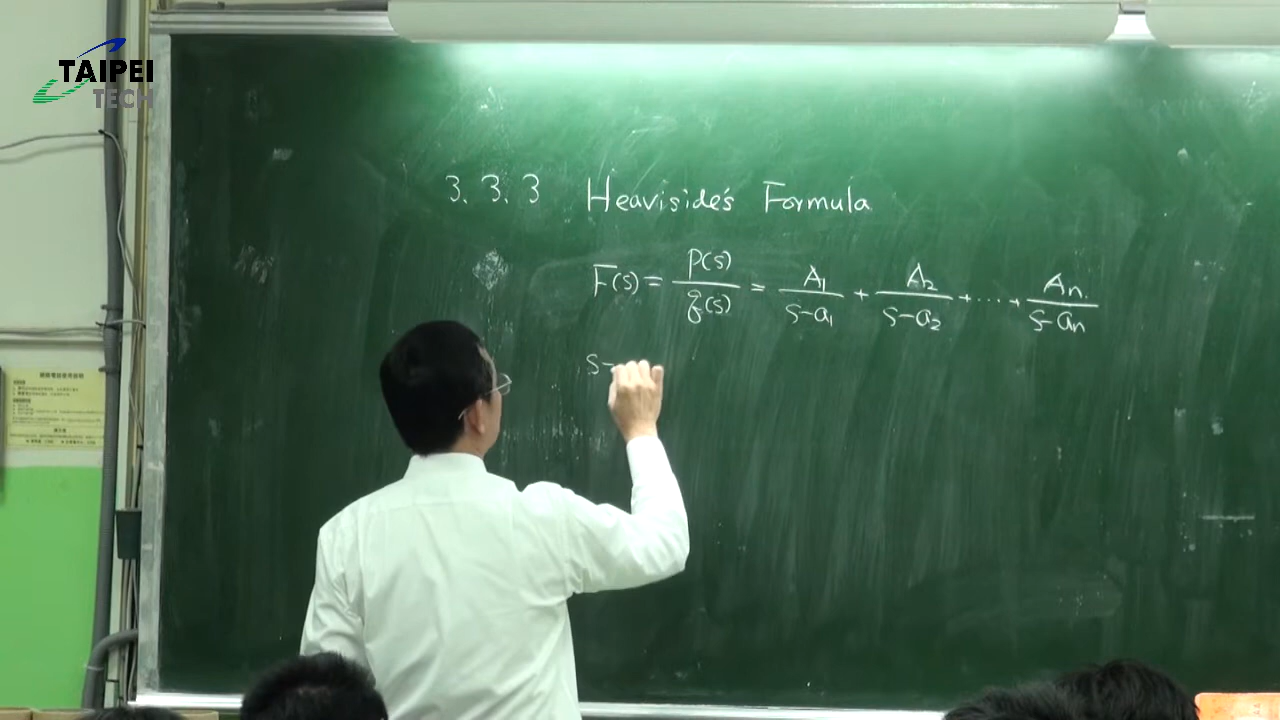 TAIPEI
TECH
3.3.3 Heaviside's Formula
F(s) = p(s)/q(s) = A₁/(s-a₁) + A₂/(s-a₂) + ... + Aₙ/(s-aₙ)
s-